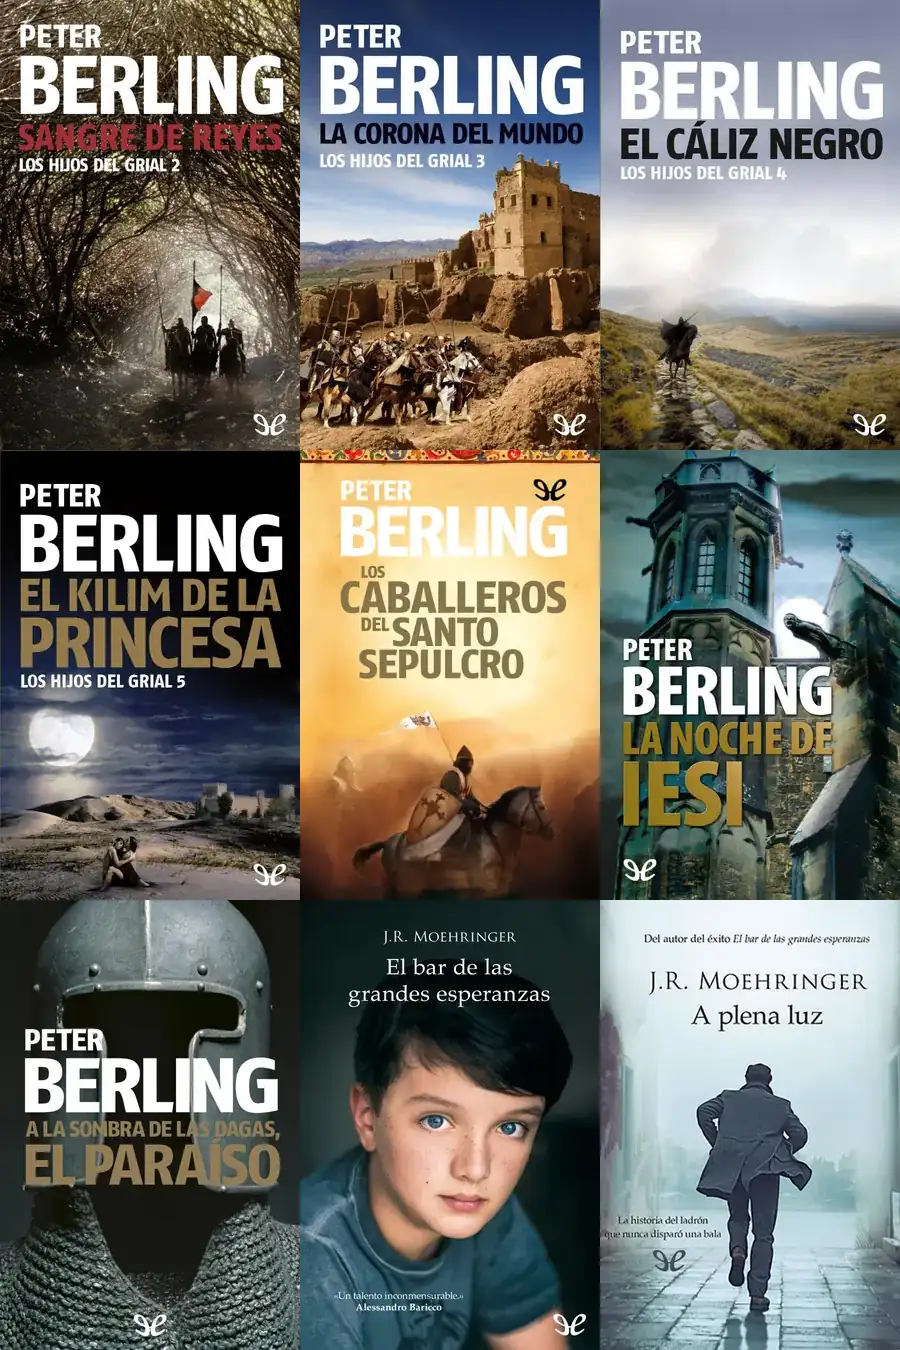 PETER
BERLING
SANGRE DE REYES
LOS HIJOS DEL GRIAL 2
PETER
BERLING
LA CORONA DEL MUNDO
LOS HIJOS DEL GRIAL 3
PETER
BERLING
EL CÁLIZ NEGRO
LOS HIJOS DEL GRIAL 4
PETER
BERLING
EL KILIM DE LA
PRINCESA
LOS HIJOS DEL GRIAL 5
PETER
BERLING
LOS
CABALLEROS
DEL SANTO
SEPULCRO
PETER
BERLING
LA NOCHE DE
IESI
PETER
BERLING
A LA SOMBRA DE LAS DAGAS,
EL PARAÍSO
J.R. MOEHRINGER
El bar de las
grandes esperanzas
«Un talento inconmensurable.»
Alessandro Baricco
Del autor del éxito El bar de las grandes esperanzas
J.R. MOEHRINGER
A plena luz
La historia del ladrón
que nunca disparó una bala